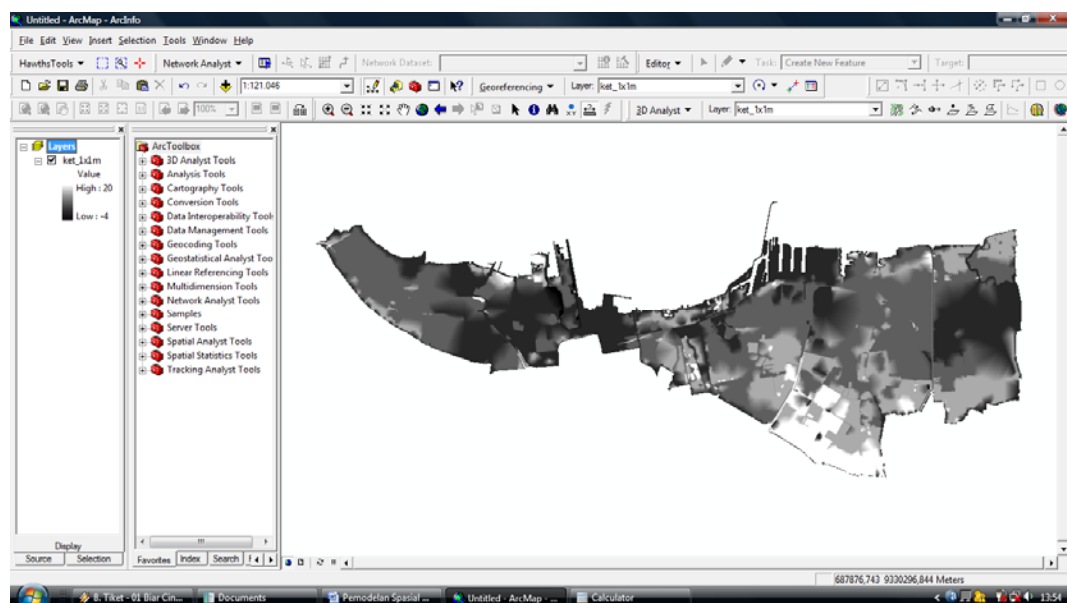 Untitled - ArcMap - ArcInfo
File Edit View Insert Selection Tools Window Help
HawthsTools Network Analyst Network Dataset: Editor Task: Create New Feature Target:
1:121.046 Georeferencing Layer: ket_1x1m
100% 3D Analyst Layer: ket_1x1m
Layers
ket_1x1m
Value
High : 20
Low : -4
Display
Source Selection
ArcToolbox
3D Analyst Tools
Analysis Tools
Cartography Tools
Conversion Tools
Data Interoperability Tools
Data Management Tools
Geocoding Tools
Geostatistical Analyst Too
Linear Referencing Tools
Multidimension Tools
Network Analyst Tools
Samples
Server Tools
Spatial Analyst Tools
Spatial Statistics Tools
Tracking Analyst Tools
Favorites Index Search
687876,743 9330296,844 Meters
8. Tiket - 01 Biar Cin... Documents Pemodelan Spasial ... Untitled - ArcMap - ... Calculator 13:54